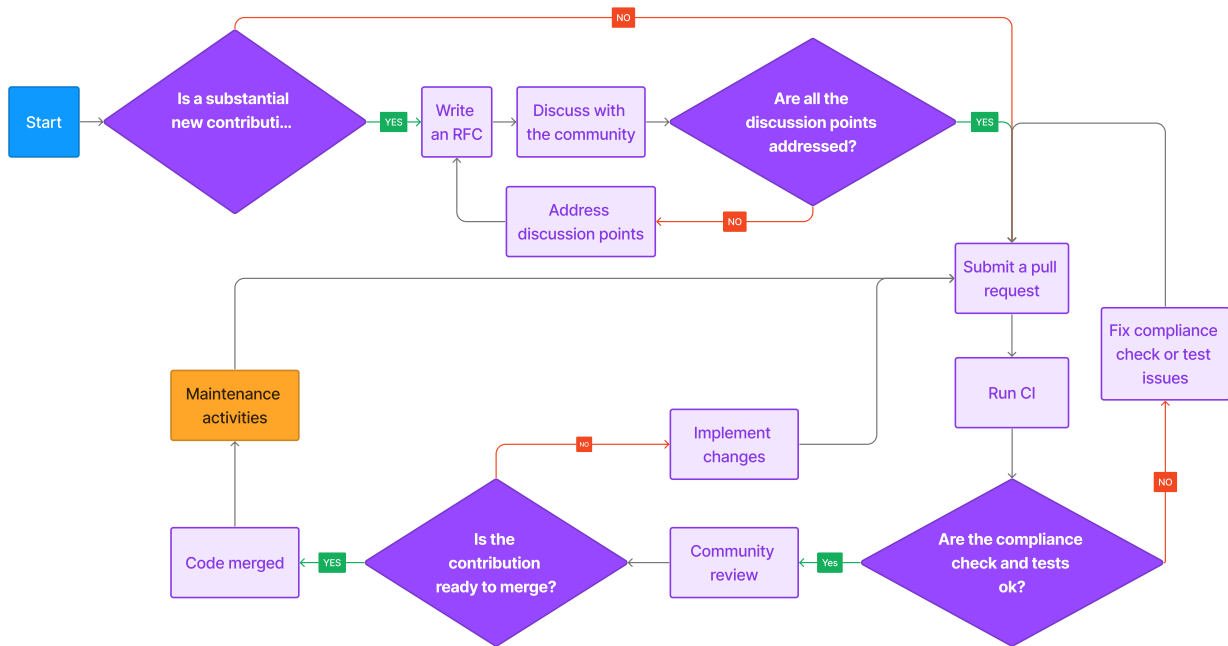 NO
Start
Is a substantial
new contributi...
YES
Write
an RFC
Discuss with
the community
Are all the
discussion points
addressed?
YES
Address
discussion points
NO
Submit a pull
request
Fix compliance
check or test
issues
Maintenance
activities
Run CI
Implement
changes
NO
NO
Code merged
YES
Is the
contribution
ready to merge?
Community
review
Yes
Are the compliance
check and tests
ok?